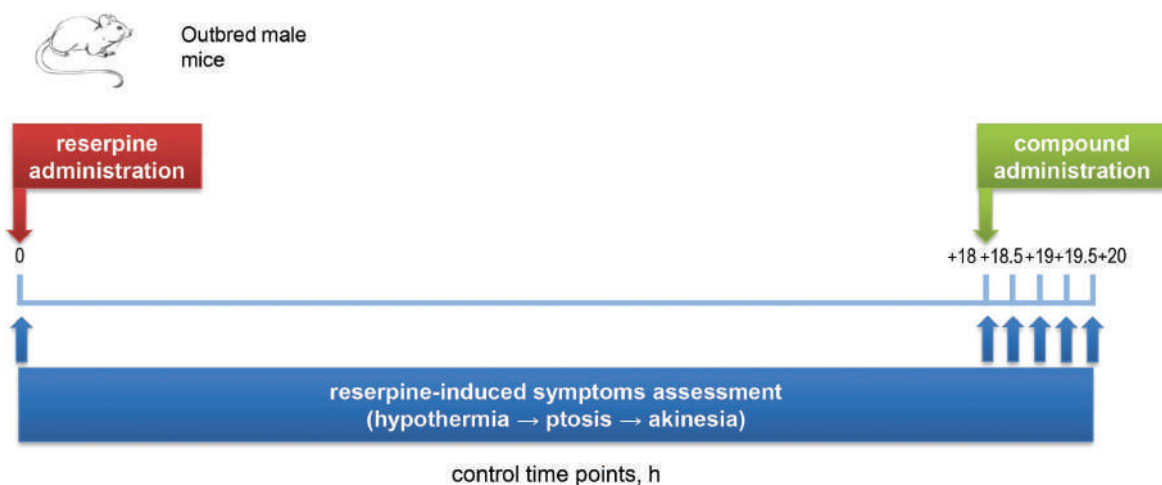 Outbred male
mice
reserpine
administration
compound
administration
0
+18 +18.5 +19 +19.5 +20
reserpine-induced symptoms assessment
(hypothermia → ptosis → akinesia)
control time points, h